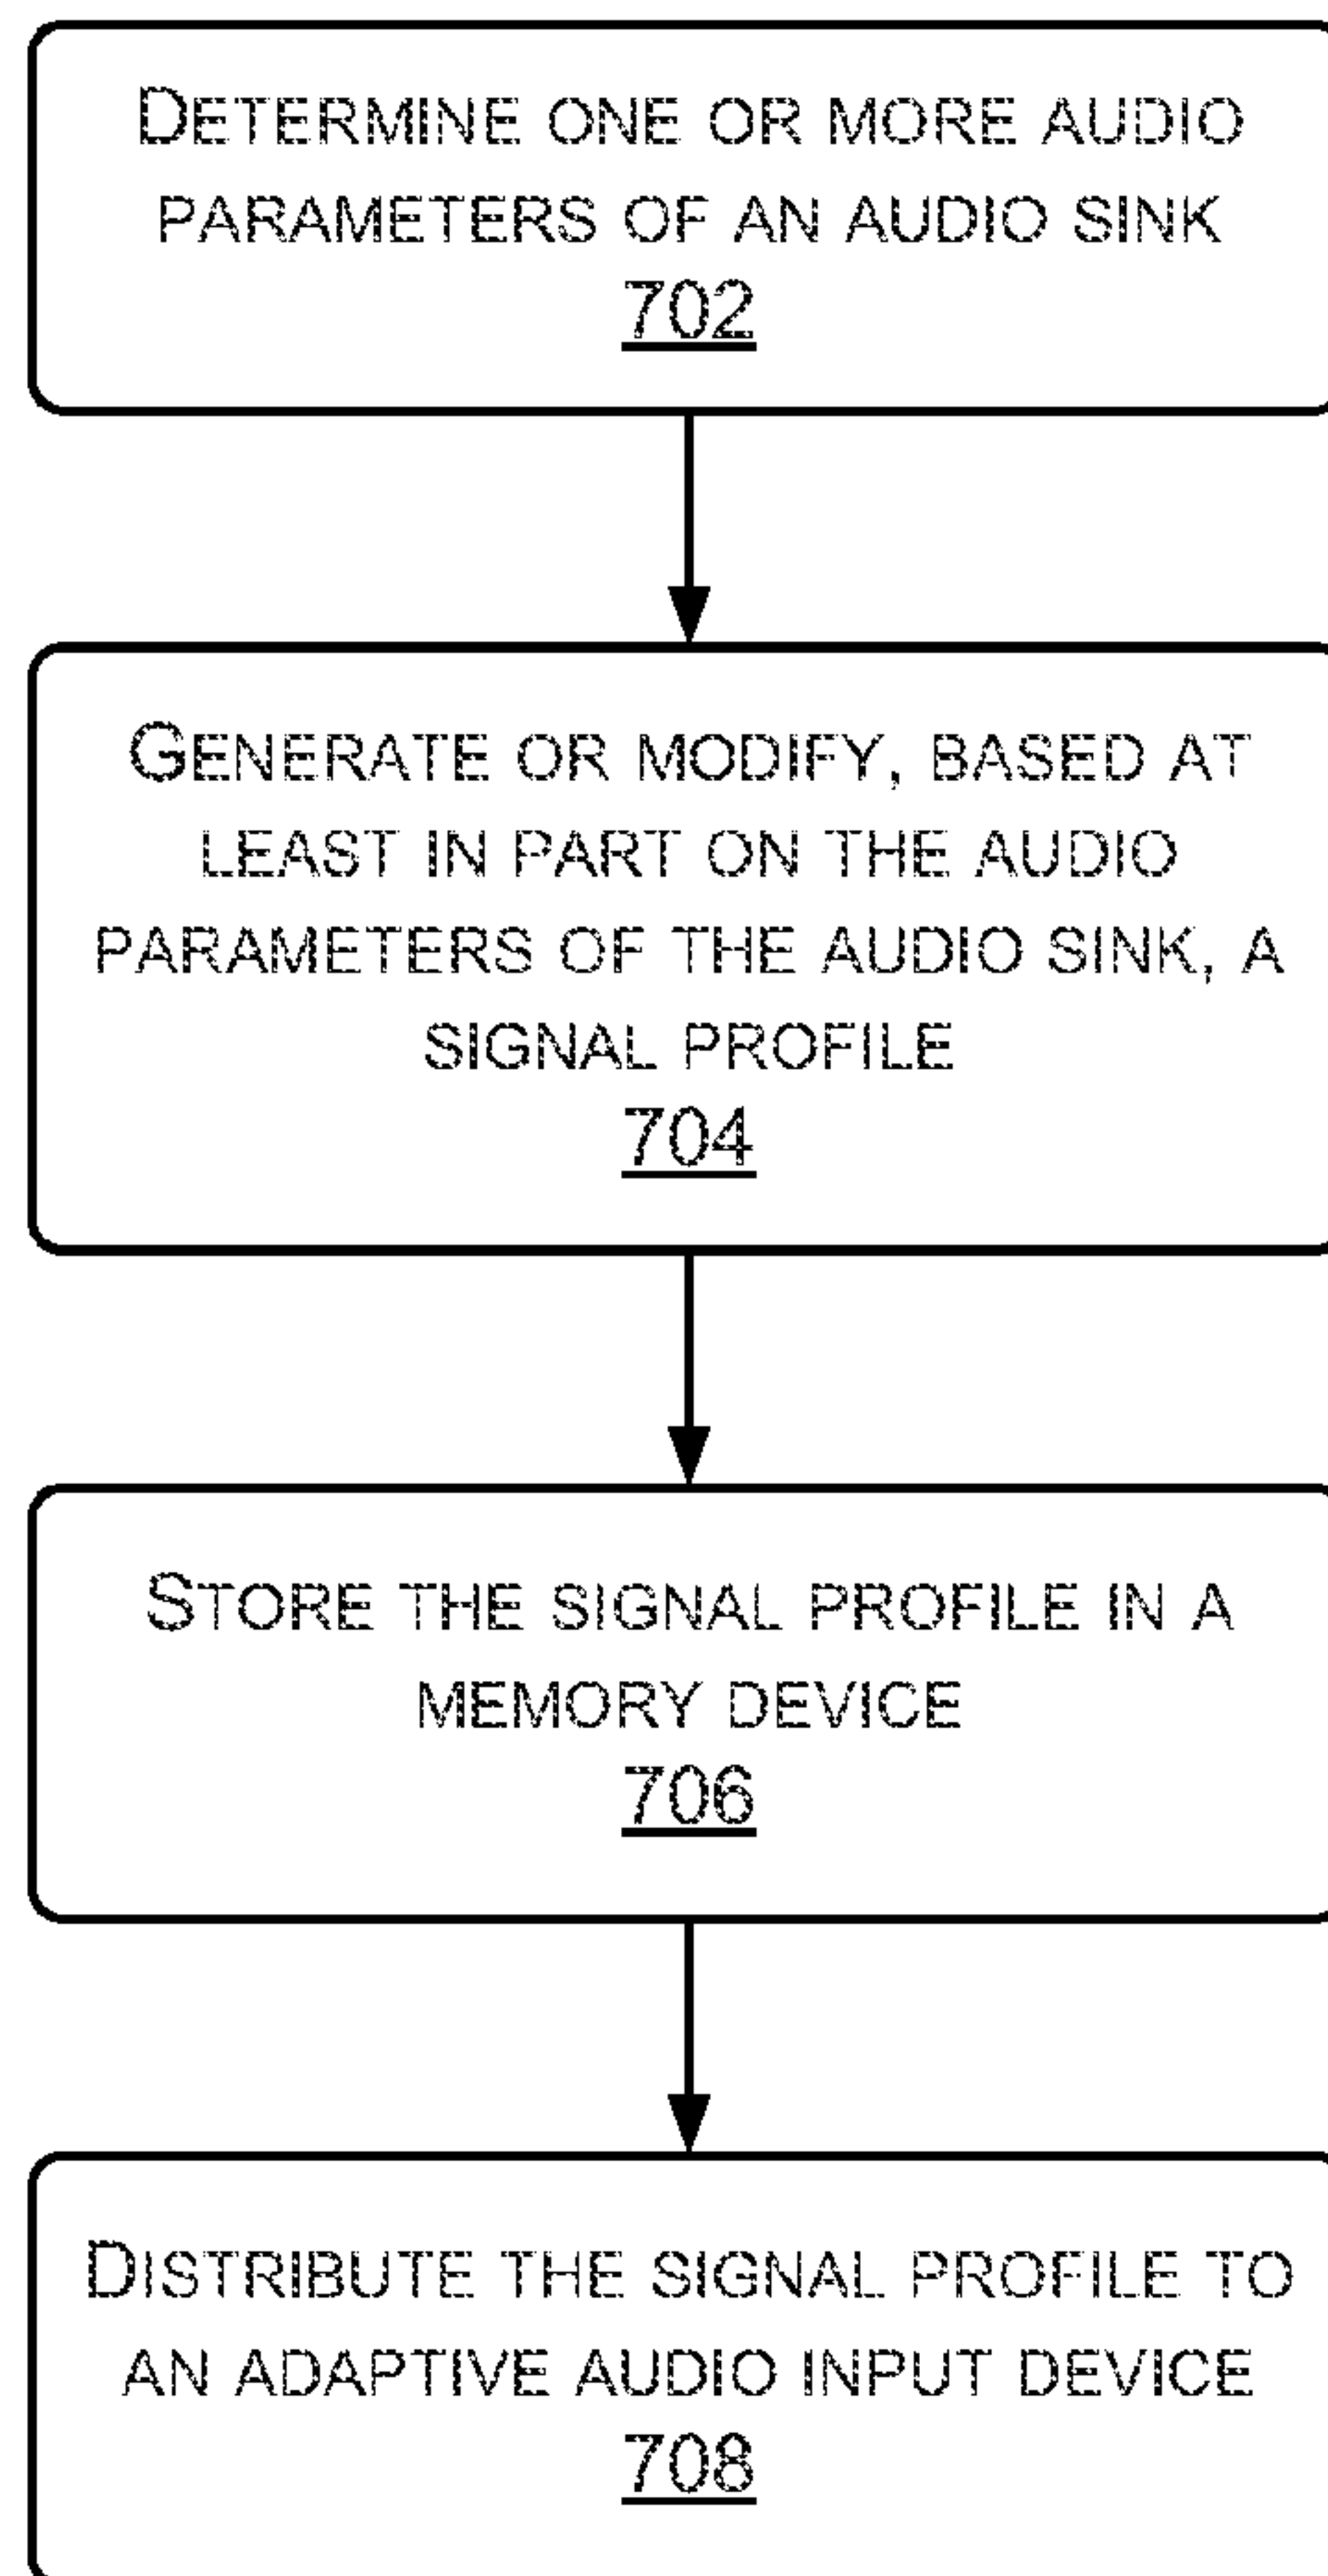 DETERMINE ONE OR MORE AUDIO
PARAMETERS OF AN AUDIO SINK
702
GENERATE OR MODIFY, BASED AT
LEAST IN PART ON THE AUDIO
PARAMETERS OF THE AUDIO SINK, A
SIGNAL PROFILE
704
STORE THE SIGNAL PROFILE IN A
MEMORY DEVICE
706
DISTRIBUTE THE SIGNAL PROFILE TO
AN ADAPTIVE AUDIO INPUT DEVICE
708